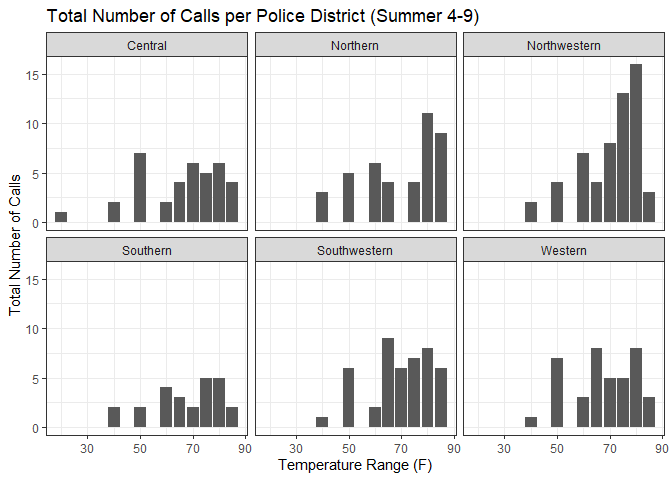 Total Number of Calls per Police District (Summer 4-9)
Central Northern Northwestern
15
10
5
0
Southern Southwestern Western
15
10
5
0
30 50 70 90 30 50 70 90 30 50 70 90
Temperature Range (F)
Total Number of Calls